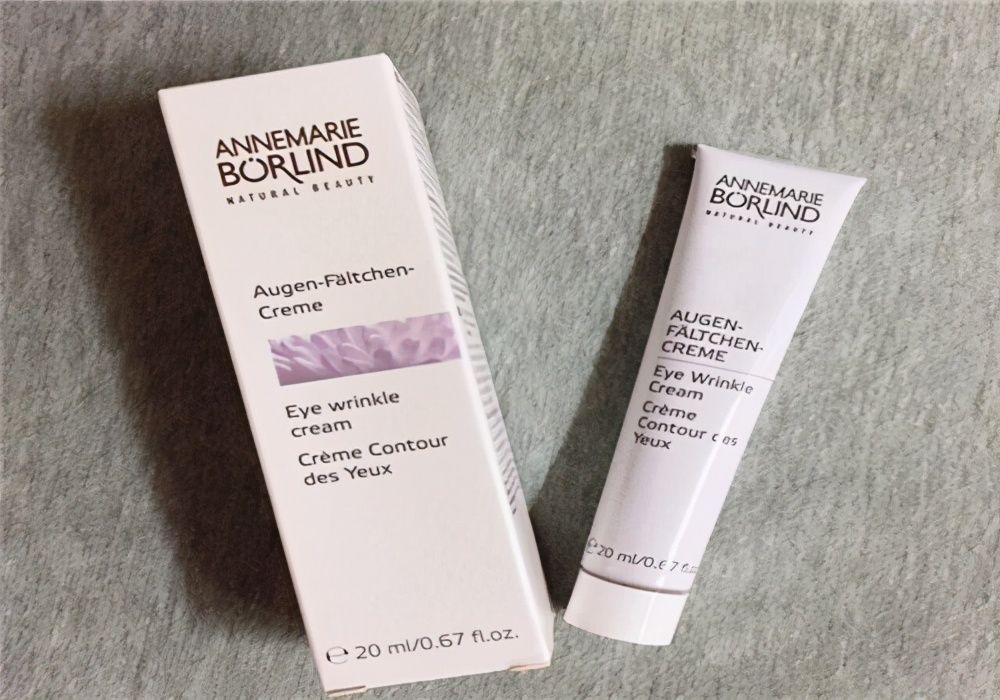 ANNEMARIE
BÖRLIND
NATURAL BEAUTY
Augen-Fältchen-
Creme
Eye wrinkle
cream
Crème Contour
des Yeux
℮ 20 ml/0.67 fl.oz.
ANNEMARIE
BÖRLIND
NATURAL BEAUTY
AUGEN-
FÄLTCHEN-
CREME
Eye Wrinkle
Cream
Crème
Contour des
Yeux
℮ 20 ml/0.67